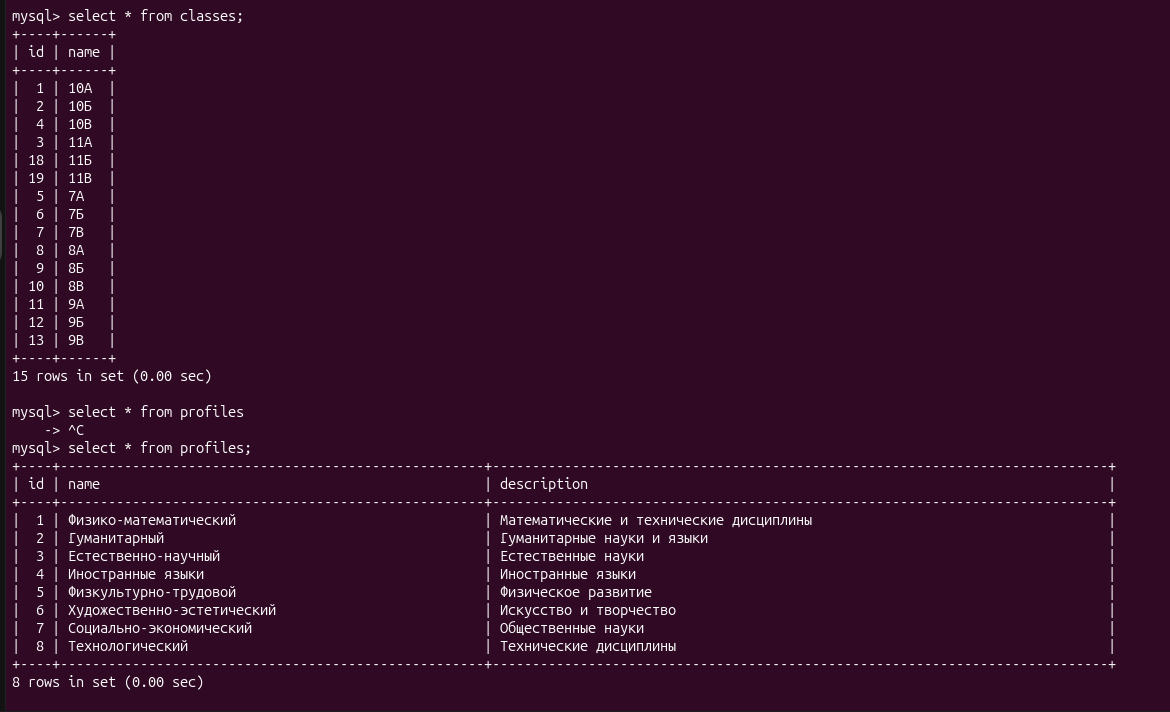 mysql> select * from classes;
+----+------+
| id | name |
+----+------+
|  1 | 10А  |
|  2 | 10Б  |
|  4 | 10В  |
|  3 | 11А  |
| 18 | 11Б  |
| 19 | 11В  |
|  5 | 7А   |
|  6 | 7Б   |
|  7 | 7В   |
|  8 | 8А   |
|  9 | 8Б   |
| 10 | 8В   |
| 11 | 9А   |
| 12 | 9Б   |
| 13 | 9В   |
+----+------+
15 rows in set (0.00 sec)

mysql> select * from profiles
    -> ^C
mysql> select * from profiles;
+----+-----------------------------------------------------+-----------------------------------------------------------------------------+
| id | name                                                | description                                                                 |
+----+-----------------------------------------------------+-----------------------------------------------------------------------------+
|  1 | Физико-математический                               | Математические и технические дисциплины                                     |
|  2 | Гуманитарный                                        | Гуманитарные науки и языки                                                  |
|  3 | Естественно-научный                                 | Естественные науки                                                          |
|  4 | Иностранные языки                                   | Иностранные языки                                                           |
|  5 | Физкультурно-трудовой                               | Физическое развитие                                                         |
|  6 | Художественно-эстетический                          | Искусство и творчество                                                      |
|  7 | Социально-экономический                             | Общественные науки                                                          |
|  8 | Технологический                                     | Технические дисциплины                                                      |
+----+-----------------------------------------------------+-----------------------------------------------------------------------------+
8 rows in set (0.00 sec)